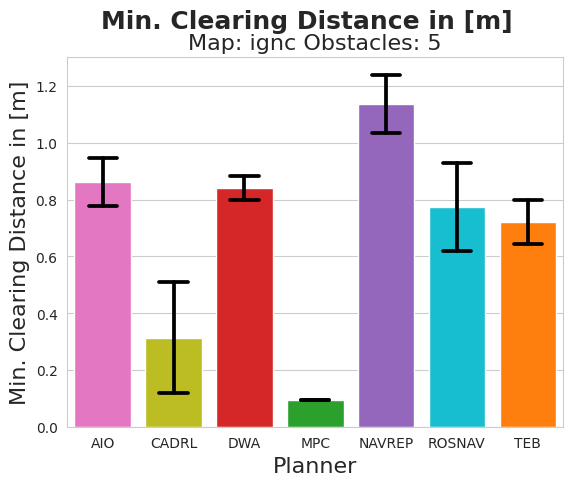 Min. Clearing Distance in [m]
Map: ignc Obstacles: 5
Min. Clearing Distance in [m]
1.2
1.0
0.8
0.6
0.4
0.2
0.0
AIO CADRL DWA MPC NAVREP ROSNAV TEB
Planner